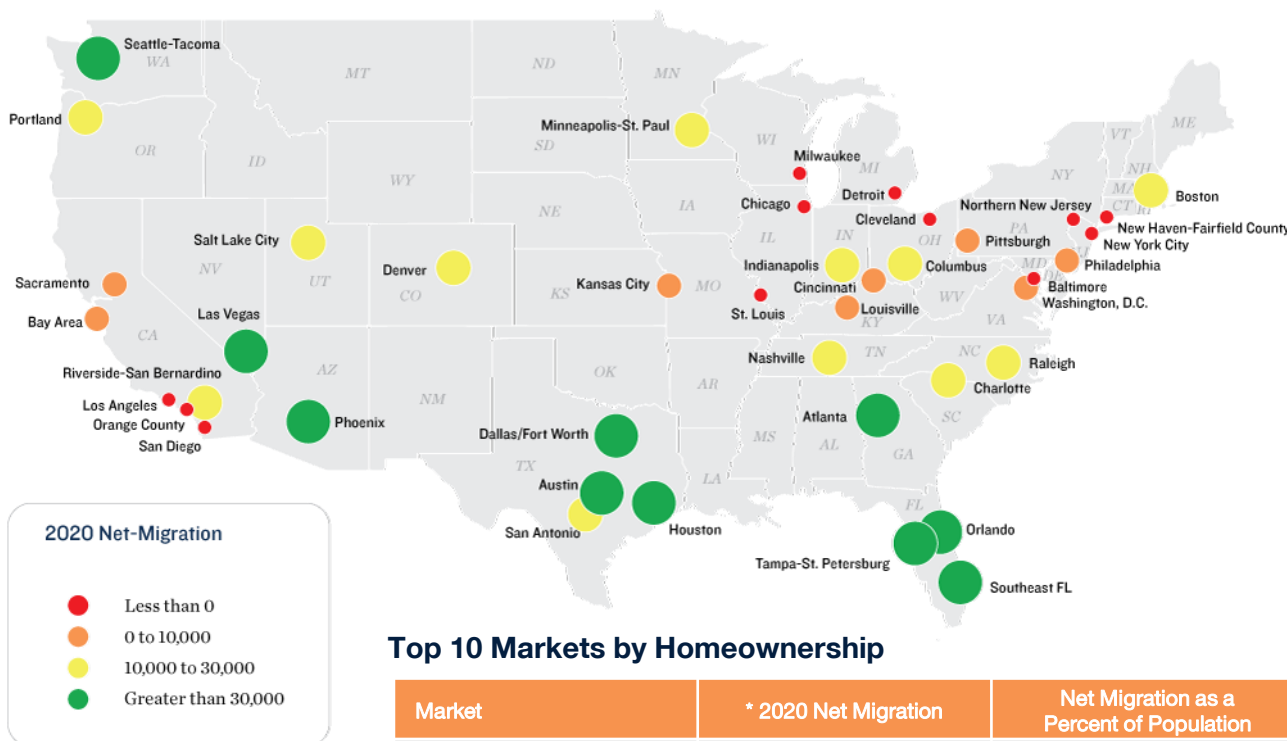 Seattle-Tacoma
WA
MT
ND
MN
ME
Portland
Minneapolis-St. Paul
OR
ID
SD
WI
VT
NH
WY
Milwaukee
MI
NY
MA
Boston
Detroit
CT
RI
Chicago
Northern New Jersey
IA
NE
Cleveland
New Haven-Fairfield County
PA
New York City
Salt Lake City
IL
IN
OH
Pittsburgh
NJ
NV
Denver
Indianapolis
Columbus
Philadelphia
UT
MD
DE
Sacramento
CO
KS
Kansas City
MO
Cincinnati
Baltimore
WV
Washington, D.C.
Las Vegas
St. Louis
Louisville
Bay Area
KY
VA
CA
Nashville
TN
NC
Raleigh
Riverside-San Bernardino
AZ
OK
Charlotte
NM
AR
Los Angeles
Orange County
Phoenix
Atlanta
SC
San Diego
Dallas/Fort Worth
MS
AL
GA
TX
LA
Austin
FL
San Antonio
Houston
Orlando
Tampa-St. Petersburg
Southeast FL
2020 Net-Migration
Less than 0
0 to 10,000
10,000 to 30,000
Greater than 30,000
Top 10 Markets by Homeownership
Market
* 2020 Net Migration
Net Migration as a
Percent of Population